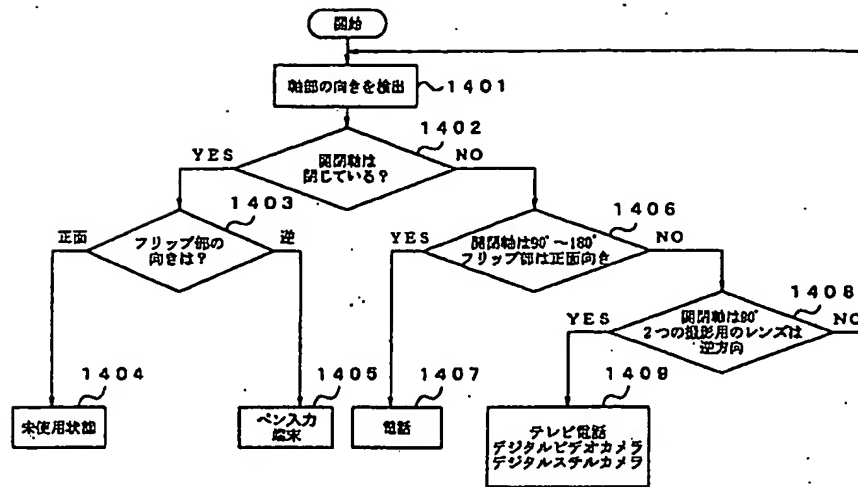 開始
軸部の向きを検出
1401
1402
YES
開閉軸は
閉じている?
NO
1403
正面
フリップ部の
向きは?
逆
1406
YES
開閉軸は90°~180°
フリップ部は正面向き
NO
1408
YES
開閉軸は90°
2つの撮影用のレンズは
逆方向
NO
1404
未使用状態
1405
ペン入力
端末
1407
電話
1409
テレビ電話
デジタルビデオカメラ
デジタルスチルカメラ